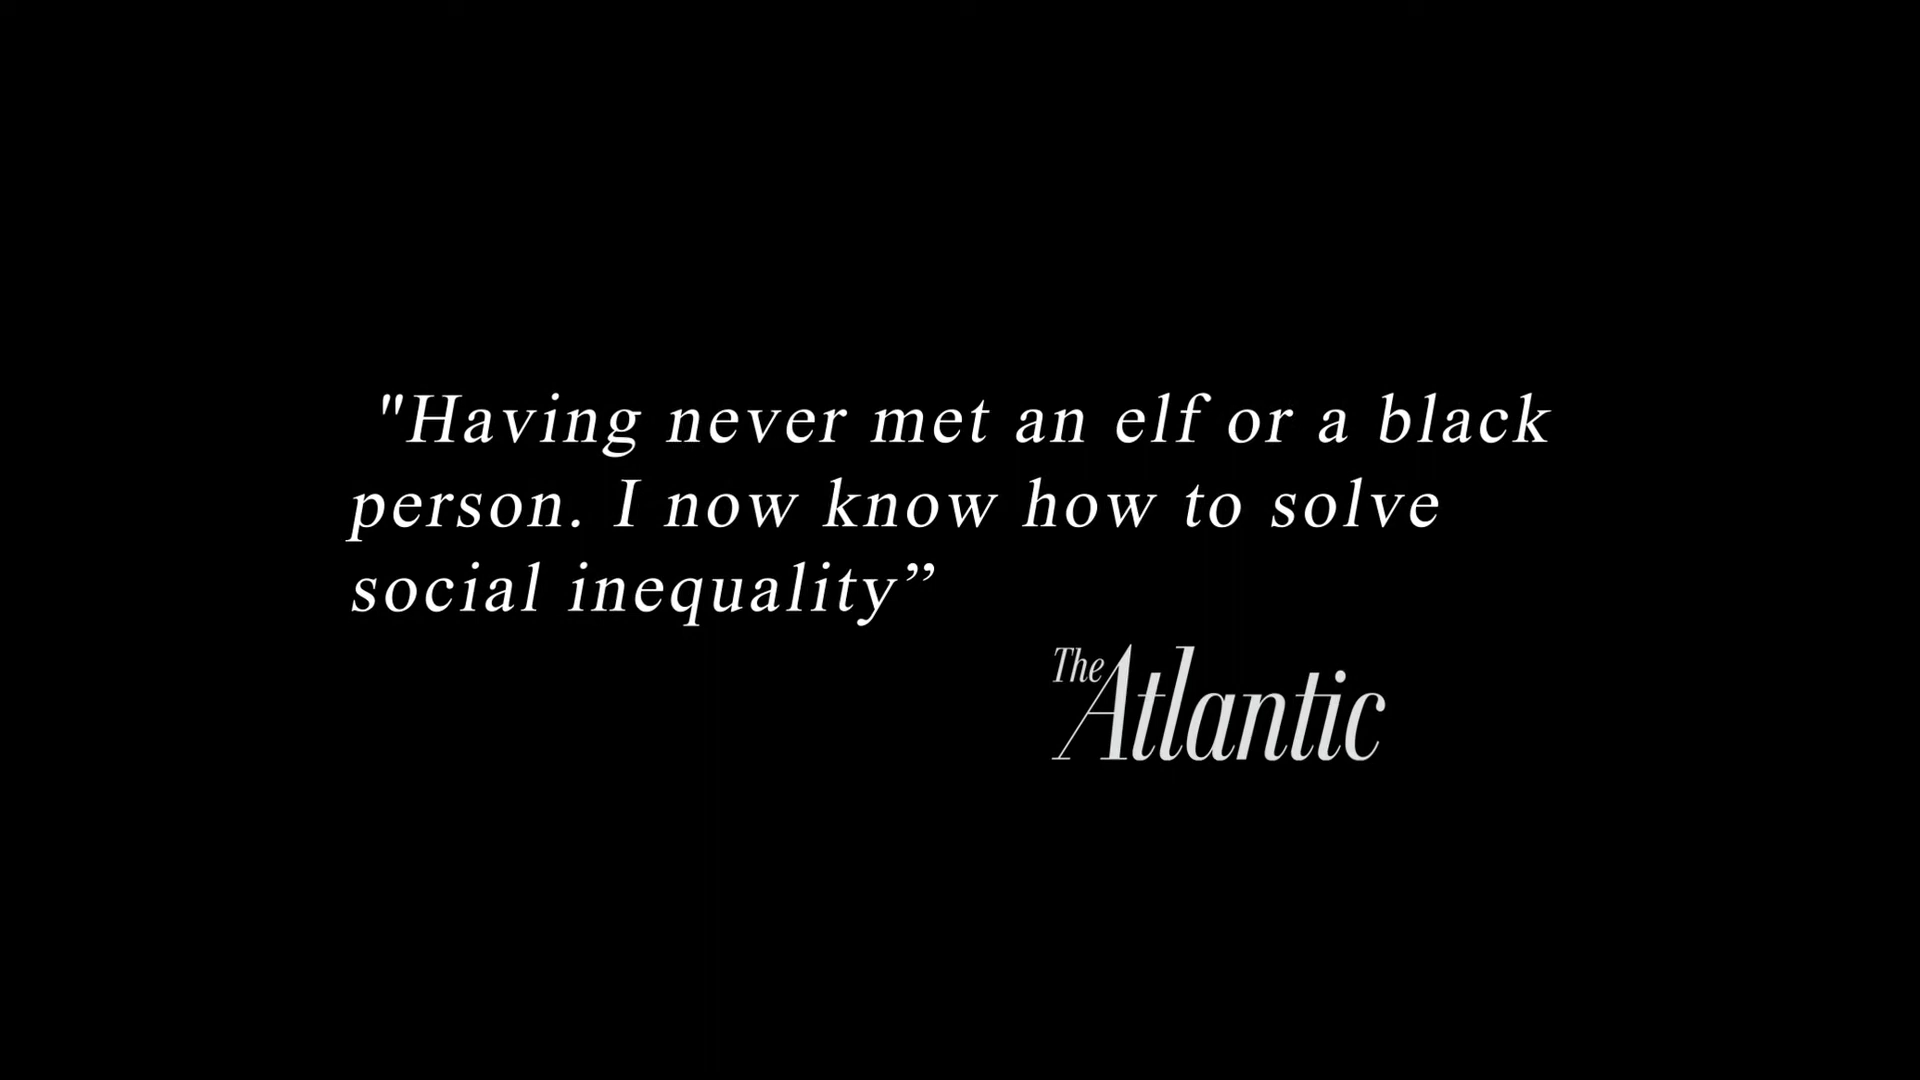 "Having never met an elf or a black
person. I now know how to solve
social inequality”
The Atlantic